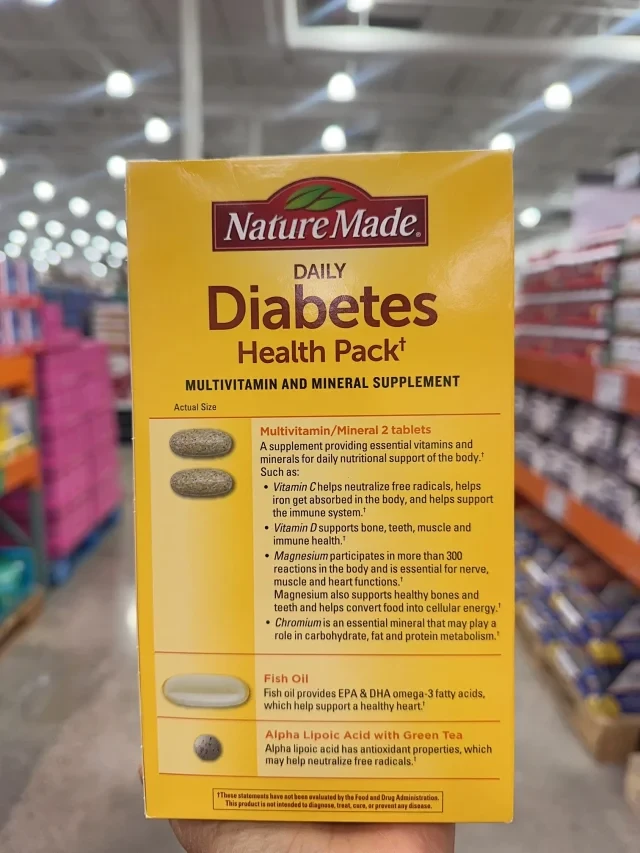 Nature Made®
DAILY
Diabetes
Health Pack†
MULTIVITAMIN AND MINERAL SUPPLEMENT
Actual Size
Multivitamin/Mineral 2 tablets
A supplement providing essential vitamins and
minerals for daily nutritional support of the body.†
Such as:
• Vitamin C helps neutralize free radicals, helps
iron get absorbed in the body, and helps support
the immune system.†
• Vitamin D supports bone, teeth, muscle and
immune health.†
• Magnesium participates in more than 300
reactions in the body and is essential for nerve,
muscle and heart functions.†
Magnesium also supports healthy bones and
teeth and helps convert food into cellular energy.†
• Chromium is an essential mineral that may play a
role in carbohydrate, fat and protein metabolism.†
Fish Oil
Fish oil provides EPA & DHA omega-3 fatty acids,
which help support a healthy heart.†
Alpha Lipoic Acid with Green Tea
Alpha lipoic acid has antioxidant properties, which
may help neutralize free radicals.†
†These statements have not been evaluated by the Food and Drug Administration.
This product is not intended to diagnose, treat, cure, or prevent any disease.